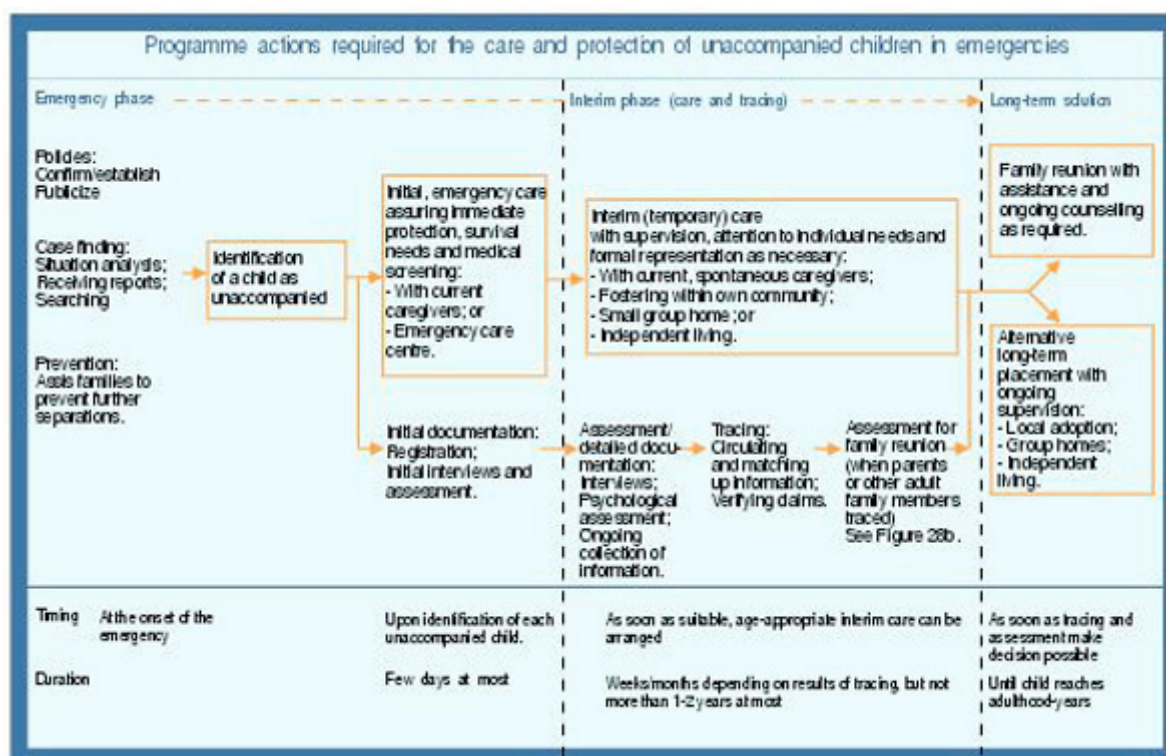 Programme actions required for the care and protection of unaccompanied children in emergencies
Emergency phase
Interim phase (care and tracing)
Long-term solution
Policies:
Confirm/establish
Publicize
Case finding:
Situation analysis;
Receiving reports;
Searching
Prevention:
Assis families to
prevent further
separations.
Identification
of a child as
unaccompanied
Initial, emergency care
assuring immediate
protection, survival
needs and medical
screening:
- With current
caregivers; or
- Emergency care
centre.
Initial documentation:
Registration;
Initial interviews and
assessment.
Interim (temporary) care
with supervision, attention to individual needs and
formal representation as necessary:
- With current, spontaneous caregivers;
- Fostering within own community;
- Small group home; or
- Independent living.
Assessment/
detailed docu-
mentation:
Interviews;
Psychological
assessment;
Ongoing
collection of
information.
Tracing:
Circulating
and matching
up information;
Verifying claims.
Assessment for
family reunion
(when parents
or other adult
family members
traced)
See Figure 28b.
Family reunion with
assistance and
ongoing counselling
as required.
Alternative
long-term
placement with
ongoing
supervision:
- Local adoption;
- Group homes;
- Independent
living.
Timing
At the onset of the
emergency
Upon identification of each
unaccompanied child.
As soon as suitable, age-appropriate interim care can be
arranged
As soon as tracing and
assessment make
decision possible
Duration
Few days at most
Weeks/months depending on results of tracing, but not
more than 1-2 years at most
Until child reaches
adulthood-years